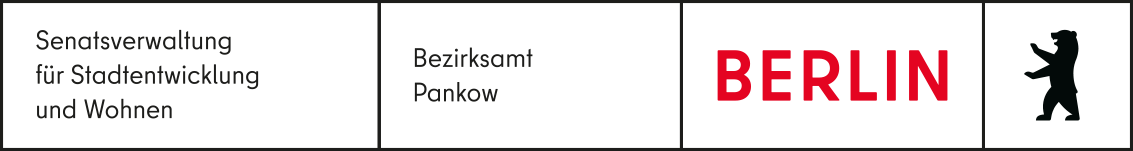 Senatsverwaltung
für Stadtentwicklung
und Wohnen
Bezirksamt
Pankow
BERLIN